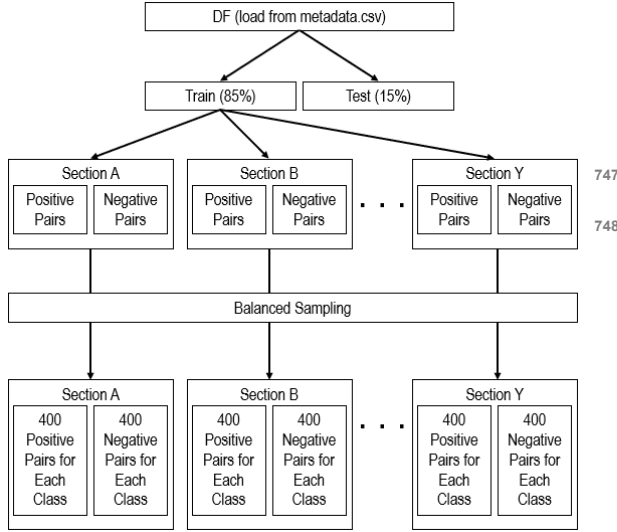 DF (load from metadata.csv)
Train (85%)
Test (15%)
Section A
Positive
Pairs
Negative
Pairs
Section B
Positive
Pairs
Negative
Pairs
. . .
Section Y
Positive
Pairs
Negative
Pairs
747
748
Balanced Sampling
Section A
400
Positive
Pairs for
Each
Class
400
Negative
Pairs for
Each
Class
Section B
400
Positive
Pairs for
Each
Class
400
Negative
Pairs for
Each
Class
. . .
Section Y
400
Positive
Pairs for
Each
Class
400
Negative
Pairs for
Each
Class